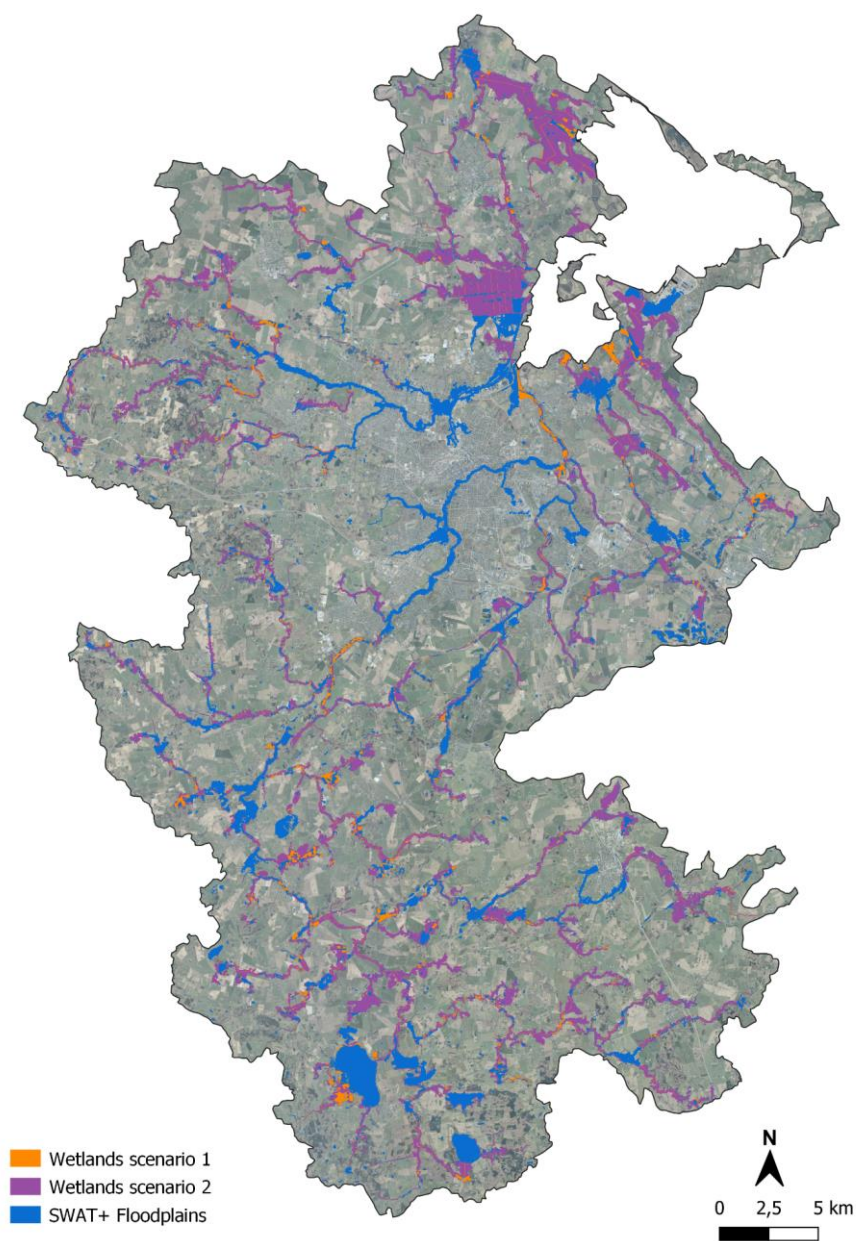 Wetlands scenario 1
Wetlands scenario 2
SWAT+ Floodplains
N
0 2,5 5 km